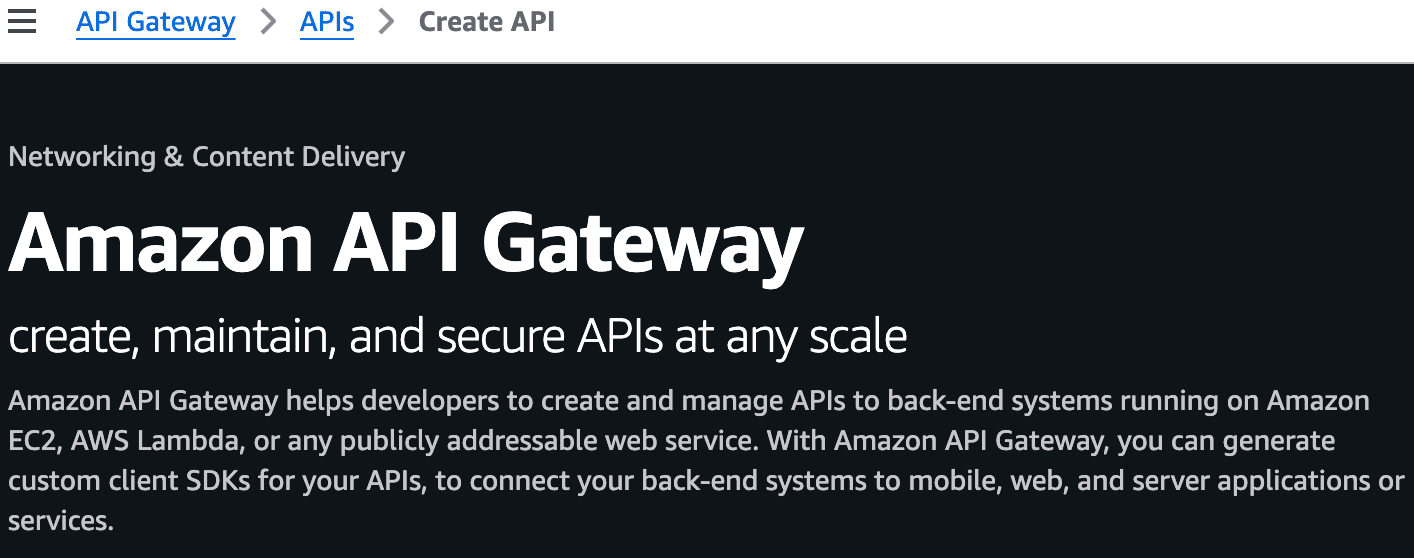 API Gateway > APIs > Create API
Networking & Content Delivery
Amazon API Gateway
create, maintain, and secure APIs at any scale
Amazon API Gateway helps developers to create and manage APIs to back-end systems running on Amazon
EC2, AWS Lambda, or any publicly addressable web service. With Amazon API Gateway, you can generate
custom client SDKs for your APIs, to connect your back-end systems to mobile, web, and server applications or
services.